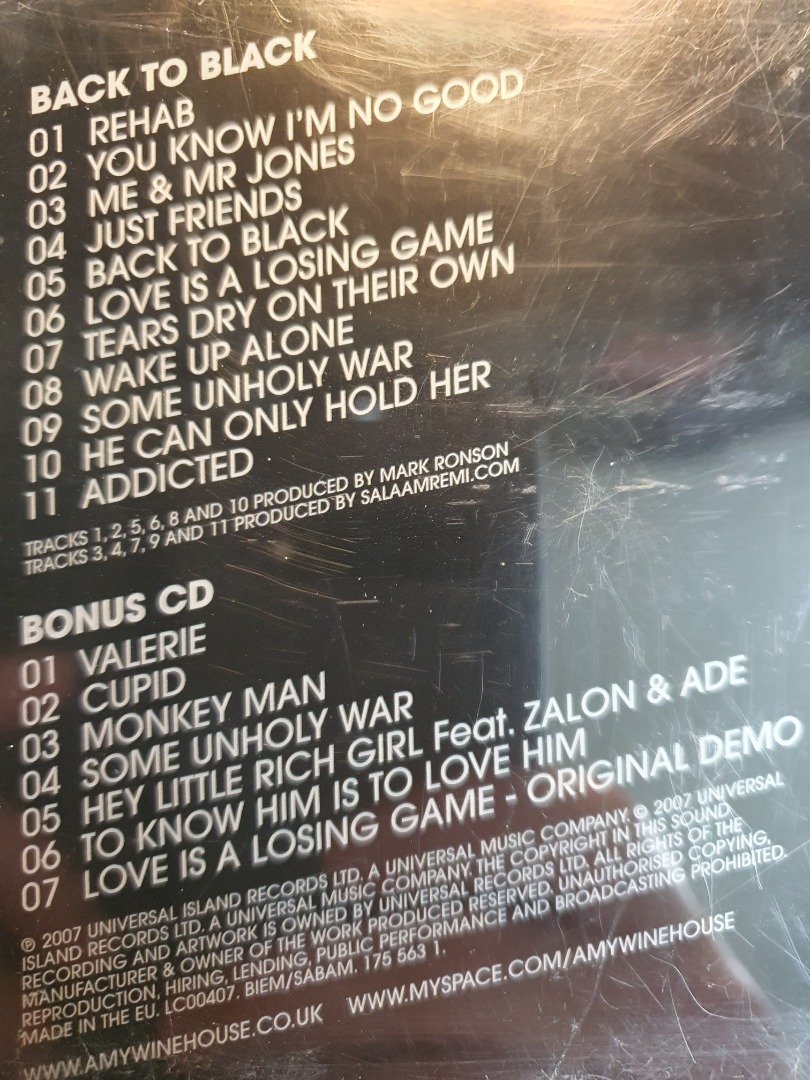 BACK TO BLACK
01 REHAB
02 YOU KNOW I'M NO GOOD
03 ME & MR JONES
04 JUST FRIENDS
05 BACK TO BLACK
06 LOVE IS A LOSING GAME
07 TEARS DRY ON THEIR OWN
08 WAKE UP ALONE
09 SOME UNHOLY WAR
10 HE CAN ONLY HOLD HER
11 ADDICTED
TRACKS 1, 2, 5, 6, 8 AND 10 PRODUCED BY MARK RONSON
TRACKS 3, 4, 7, 9 AND 11 PRODUCED BY SALAAMREMI.COM
BONUS CD
01 VALERIE
02 CUPID
03 MONKEY MAN
04 SOME UNHOLY WAR
05 HEY LITTLE RICH GIRL Feat. ZALON & ADE
06 TO KNOW HIM IS TO LOVE HIM
07 LOVE IS A LOSING GAME - ORIGINAL DEMO
℗ 2007 UNIVERSAL ISLAND RECORDS LTD. A UNIVERSAL MUSIC COMPANY. © 2007 UNIVERSAL
ISLAND RECORDS LTD. A UNIVERSAL MUSIC COMPANY. THE COPYRIGHT IN THIS SOUND
RECORDING AND ARTWORK IS OWNED BY UNIVERSAL RECORDS LTD. ALL RIGHTS OF THE
MANUFACTURER & OWNER OF THE WORK PRODUCED RESERVED. UNAUTHORISED COPYING,
REPRODUCTION, HIRING, LENDING, PUBLIC PERFORMANCE AND BROADCASTING PROHIBITED.
MADE IN THE EU. LC00407. BIEM/SABAM. 175 563 1.
WWW.AMYWINEHOUSE.CO.UK WWW.MYSPACE.COM/AMYWINEHOUSE